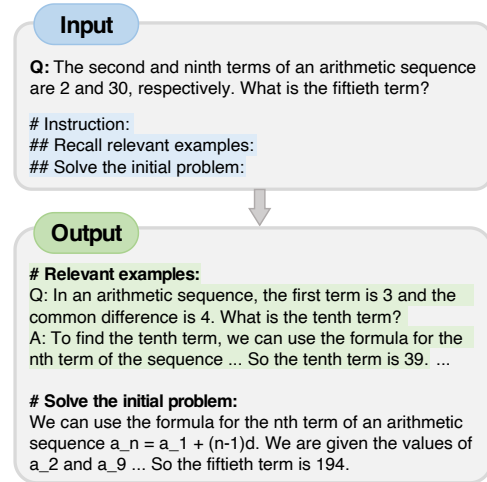 Input
Q: The second and ninth terms of an arithmetic sequence
are 2 and 30, respectively. What is the fiftieth term?
# Instruction:
## Recall relevant examples:
## Solve the initial problem:
Output
# Relevant examples:
Q: In an arithmetic sequence, the first term is 3 and the
common difference is 4. What is the tenth term?
A: To find the tenth term, we can use the formula for the
nth term of the sequence ... So the tenth term is 39. ...
# Solve the initial problem:
We can use the formula for the nth term of an arithmetic
sequence a_n = a_1 + (n-1)d. We are given the values of
a_2 and a_9 ... So the fiftieth term is 194.